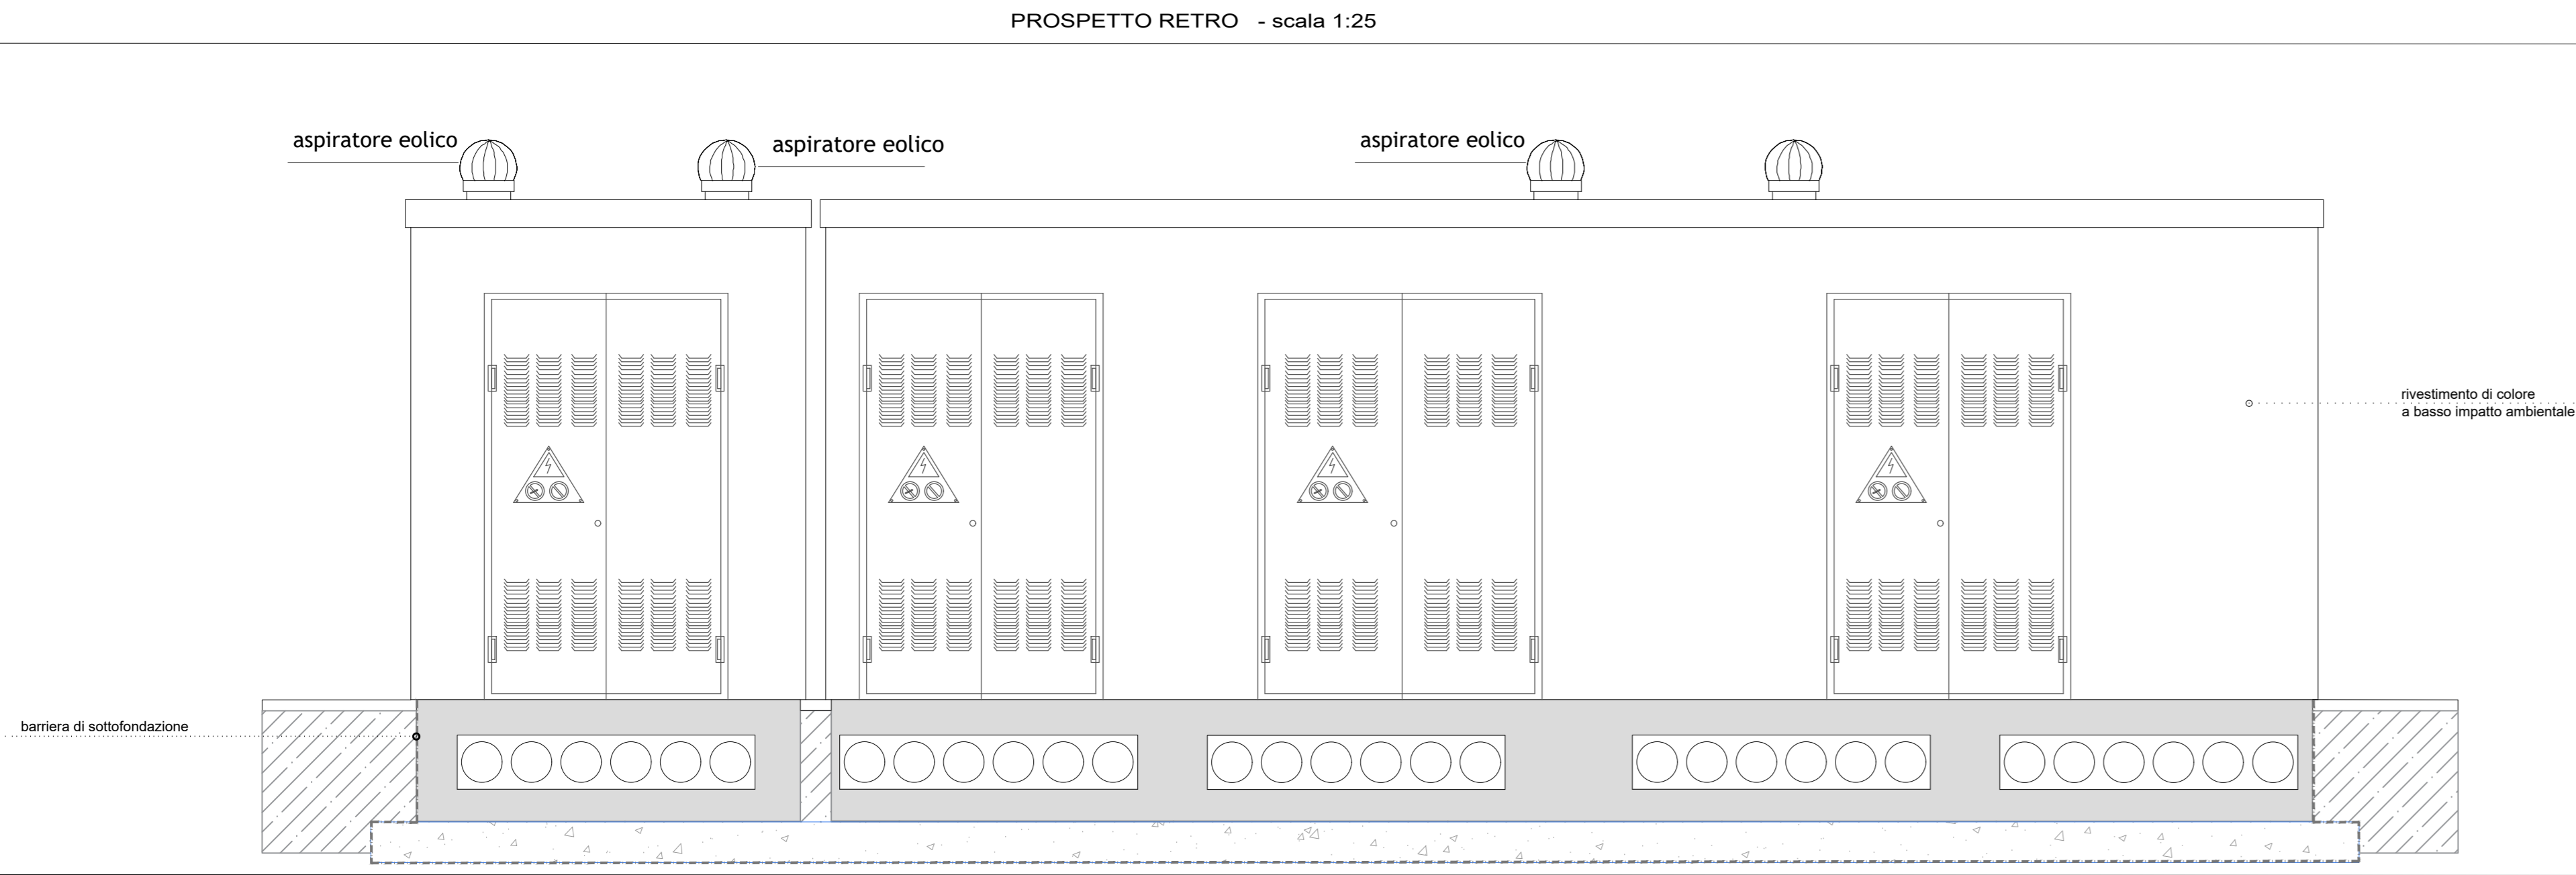 PROSPETTO RETRO - scala 1:25
aspiratore eolico
aspiratore eolico
aspiratore eolico
rivestimento di colore
a basso impatto ambientale
barriera di sottofondazione